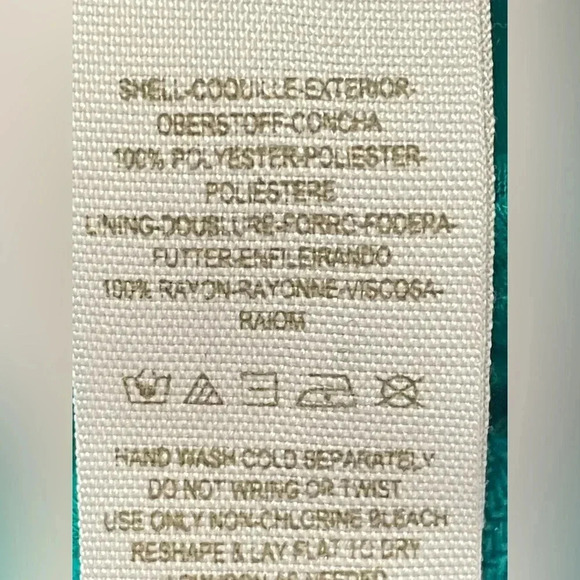 SHELL-COQUILLE-EXTERIOR-
OBERSTOFF-CONCHA
100% POLYESTER-POLIESTER-
POLIÉSTERE
LINING-DOUBLURE-FORRO-FODERA-
FUTTER-ENFILEIRANDO
100% RAYON-RAYONNE-VISCOSA-
RAIOM
HAND WASH COLD SEPARATELY
DO NOT WRING OR TWIST
USE ONLY NON-CHLORINE BLEACH
RESHAPE & LAY FLAT TO DRY
AS NEEDED